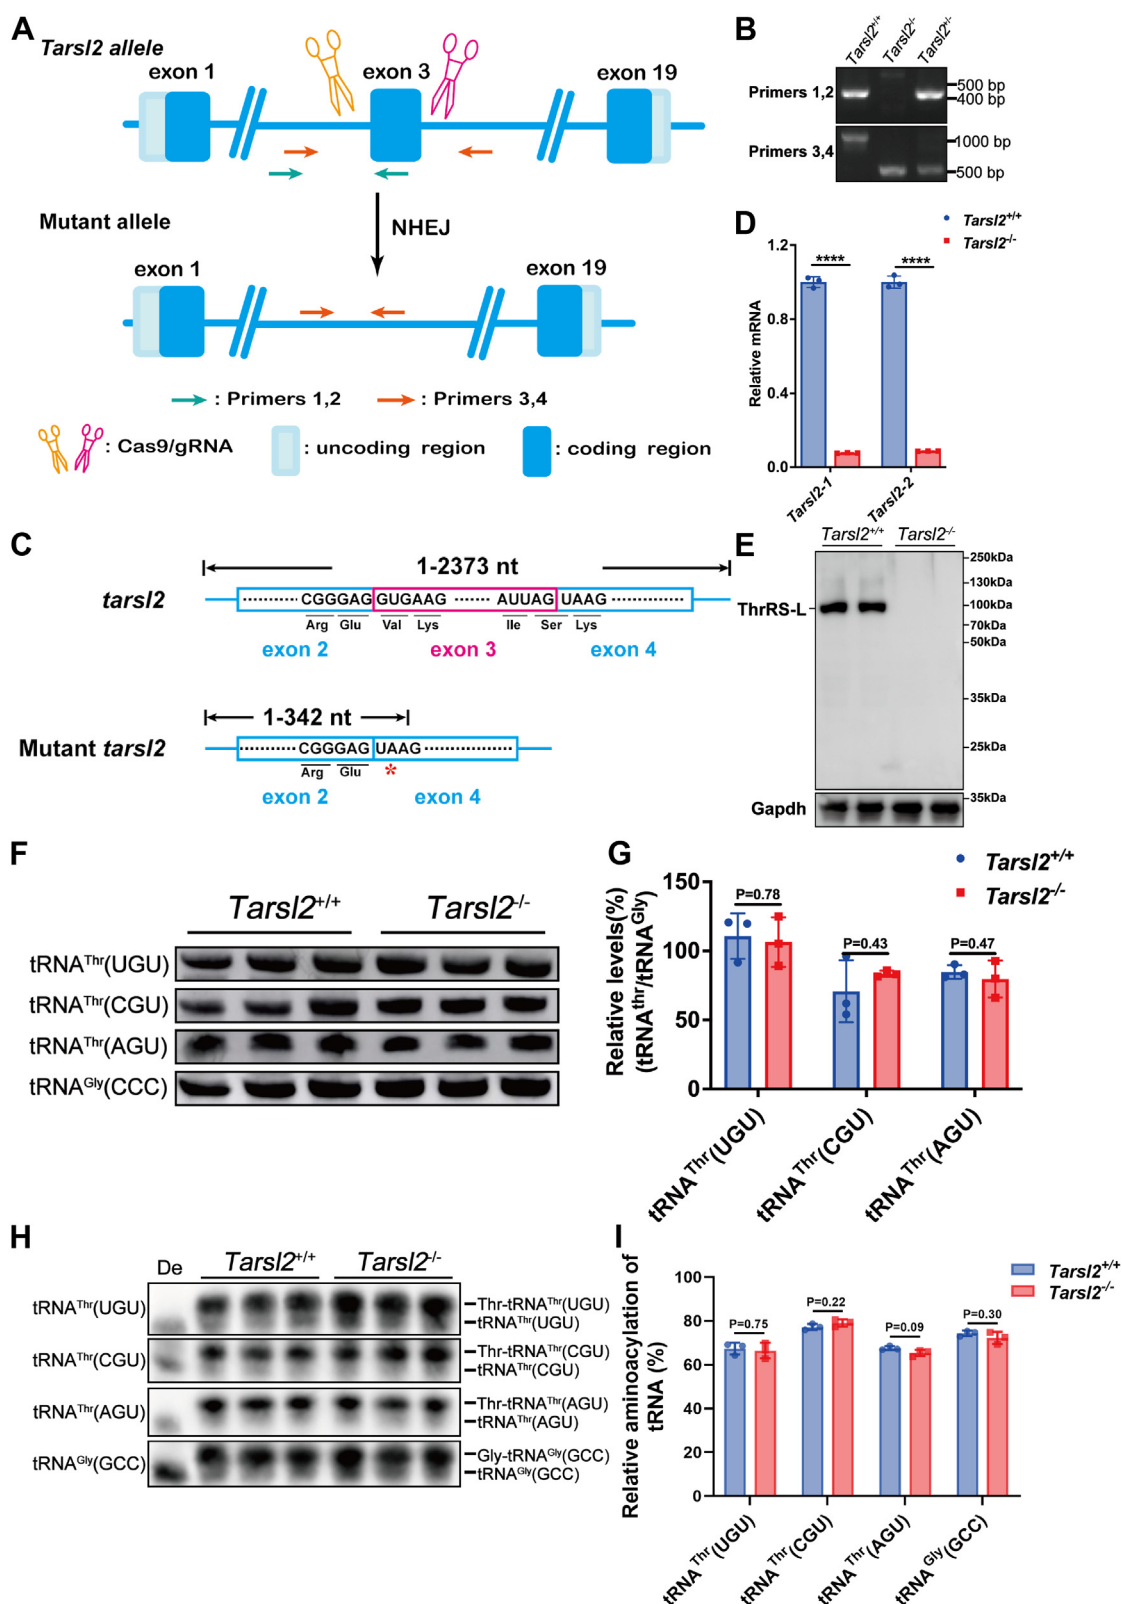 A
Tarsl2 allele
exon 1
exon 3
exon 19
Mutant allele
NHEJ
exon 1
exon 19
: Primers 1,2
: Primers 3,4
: Cas9/gRNA
: uncoding region
: coding region
B
Tarsl2+/+
Tarsl2-/-
Tarsl2+/-
Primers 1,2
500 bp
400 bp
Primers 3,4
1000 bp
500 bp
D
Tarsl2+/+
Tarsl2-/-
Relative mRNA
1.2
0.8
0.4
0.0
****
****
Tarsl2-1
Tarsl2-2
C
1-2373 nt
tarsl2
CGGGAG GUGAAG AUUAG UAAG
Arg Glu Val Lys Ile Ser Lys
exon 2 exon 3 exon 4
1-342 nt
Mutant tarsl2
CGGGAG UAAG
Arg Glu *
exon 2 exon 4
E
Tarsl2+/+ Tarsl2-/-
ThrRS-L
250kDa
130kDa
100kDa
70kDa
50kDa
35kDa
25kDa
35kDa
Gapdh
F
Tarsl2+/+ Tarsl2-/-
tRNAThr(UGU)
tRNAThr(CGU)
tRNAThr(AGU)
tRNAGly(CCC)
G
Tarsl2+/+
Tarsl2-/-
Relative levels(%)
(tRNAthr/tRNAGly)
150
100
50
0
P=0.78
P=0.43
P=0.47
tRNAThr(UGU)
tRNAThr(CGU)
tRNAThr(AGU)
H
De Tarsl2+/+ Tarsl2-/-
tRNAThr(UGU)
Thr-tRNAThr(UGU)
tRNAThr(UGU)
tRNAThr(CGU)
Thr-tRNAThr(CGU)
tRNAThr(CGU)
tRNAThr(AGU)
Thr-tRNAThr(AGU)
tRNAThr(AGU)
tRNAGly(GCC)
Gly-tRNAGly(GCC)
tRNAGly(GCC)
I
Tarsl2+/+
Tarsl2-/-
Relative aminoacylation of
tRNA (%)
100
80
60
40
20
0
P=0.75
P=0.22
P=0.09
P=0.30
tRNAThr(UGU)
tRNAThr(CGU)
tRNAThr(AGU)
tRNAGly(GCC)